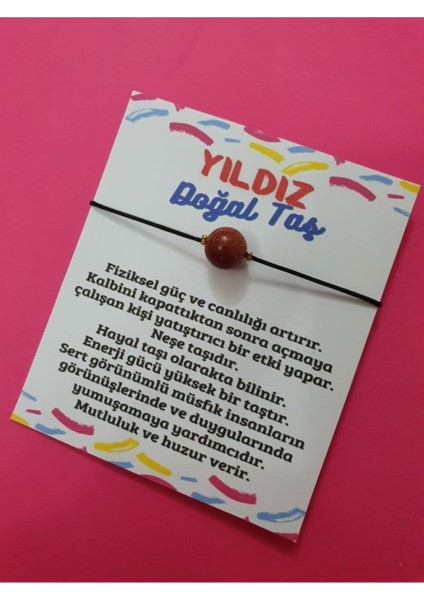 YILDIZ
Doğal Taş
Fiziksel güç ve canlılığı artırır.
Kalbini kapattıktan sonra açmaya
çalışan kişi yatıştırıcı bir etki yapar.
Neşe taşıdır.
Hayal taşı olarakta bilinir.
Enerji gücü yüksek bir taştır.
Sert görünümlü müsfik insanların
görünüşlerinde ve duygularında
yumuşamaya yardımcıdır.
Mutluluk ve huzur verir.